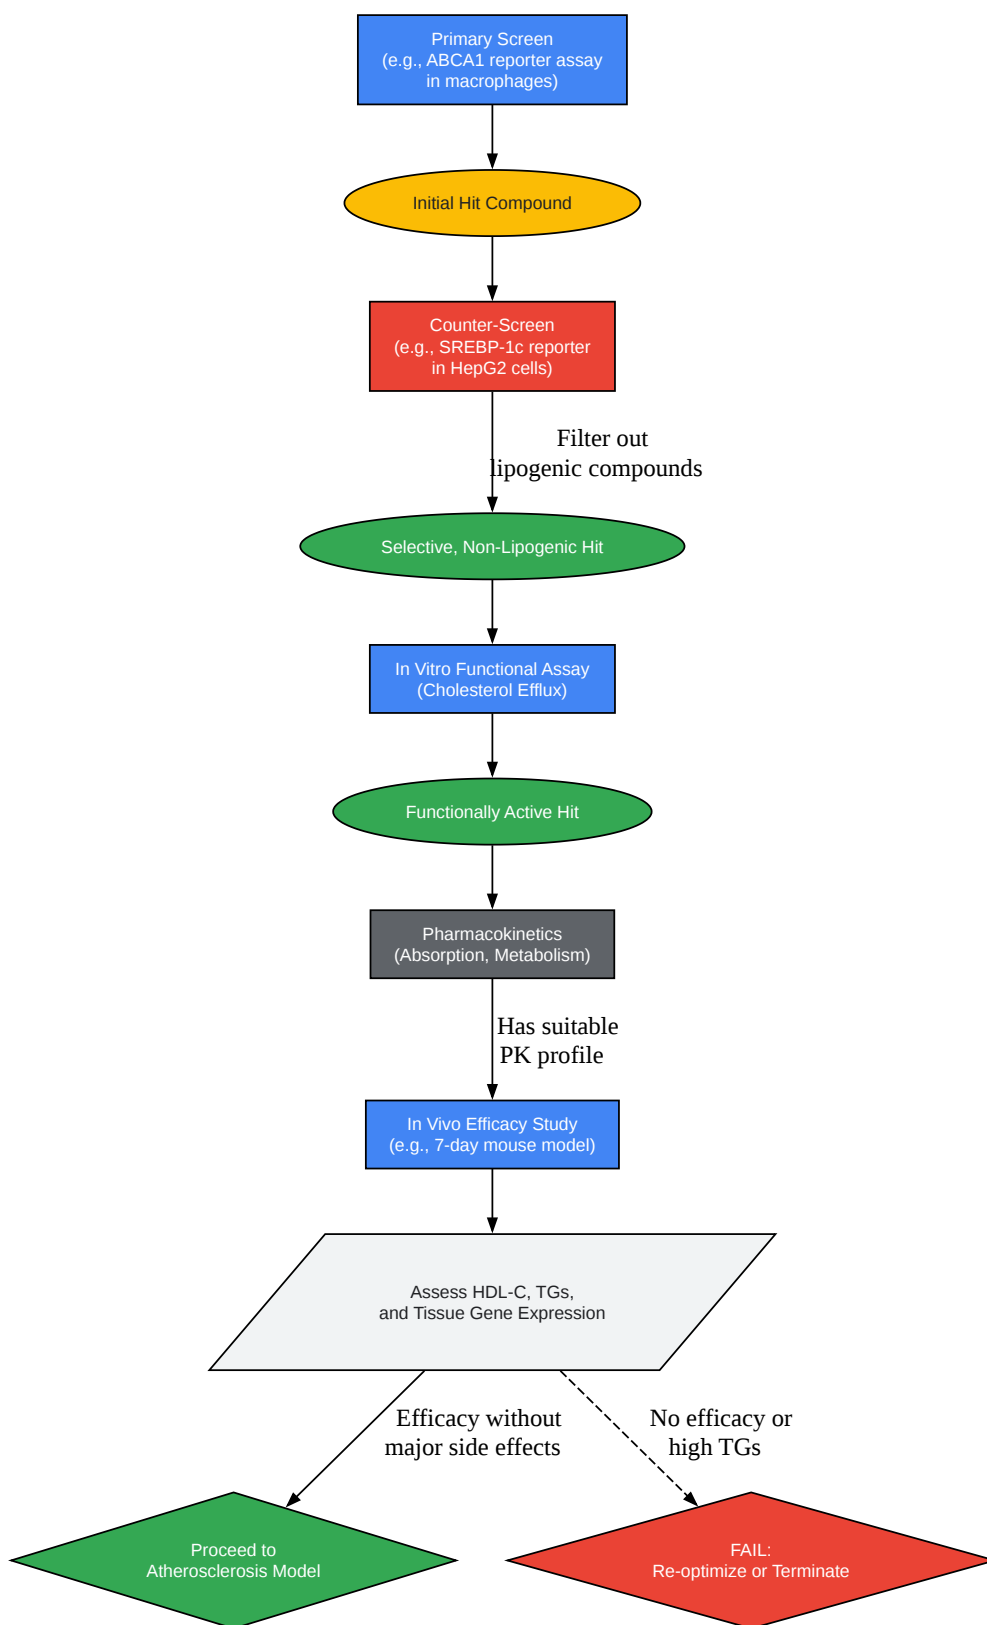 Primary Screen
(e.g., ABCA1 reporter assay
in macrophages)
Initial Hit Compound
Counter-Screen
(e.g., SREBP-1c reporter
in HepG2 cells)
Filter out
lipogenic compounds
Selective, Non-Lipogenic Hit
In Vitro Functional Assay
(Cholesterol Efflux)
Functionally Active Hit
Pharmacokinetics
(Absorption, Metabolism)
Has suitable
PK profile
In Vivo Efficacy Study
(e.g., 7-day mouse model)
Assess HDL-C, TGs,
and Tissue Gene Expression
Efficacy without
major side effects
No efficacy or
high TGs
Proceed to
Atherosclerosis Model
FAIL:
Re-optimize or Terminate